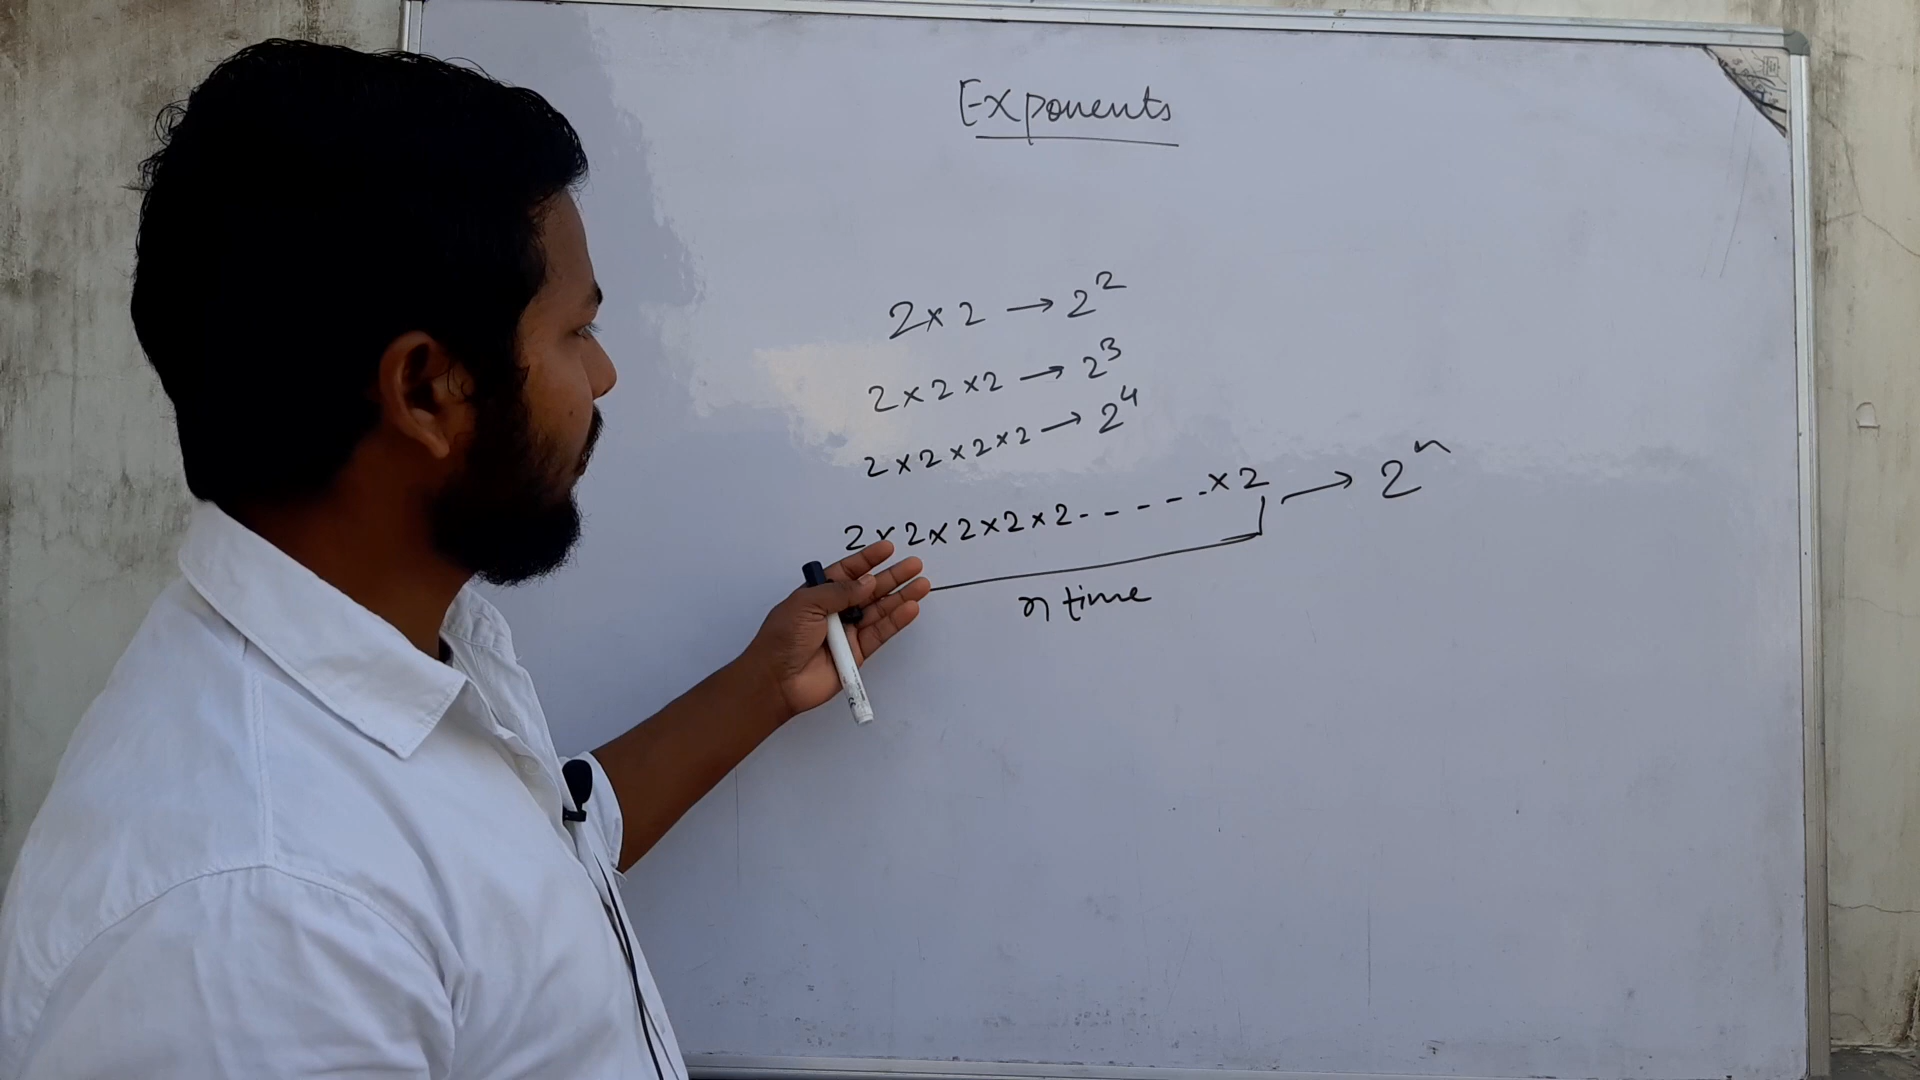 Exponents
2×2 → 2²
2×2×2 → 2³
2×2×2×2 → 2⁴
2×2×2×2×2-----×2 → 2ⁿ
n time